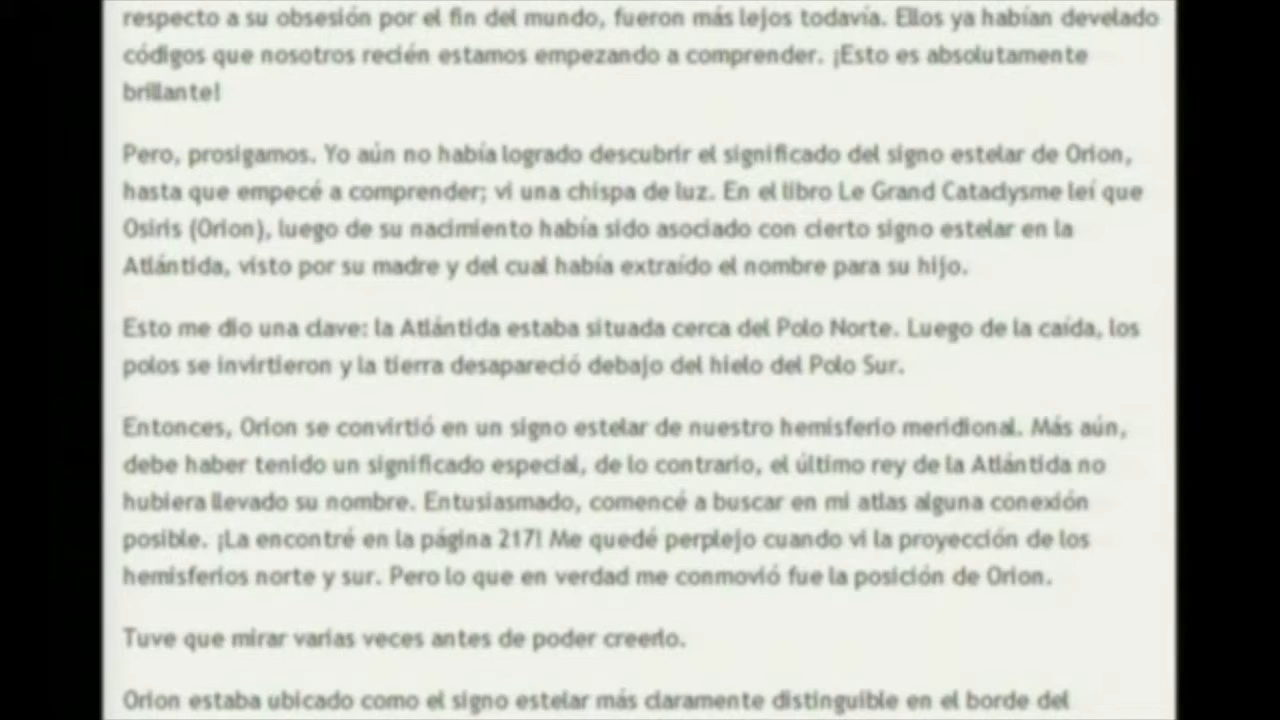 respecto a su obsesión por el fin del mundo, fueron más lejos todavía. Ellos ya habían develado
códigos que nosotros recién estamos empezando a comprender. ¡Esto es absolutamente
brillante!
Pero, prosigamos. Yo aún no había logrado descubrir el significado del signo estelar de Orion,
hasta que empecé a comprender; vi una chispa de luz. En el libro Le Grand Cataclysme leí que
Osiris (Orion), luego de su nacimiento había sido asociado con cierto signo estelar en la
Atlántida, visto por su madre y del cual había extraído el nombre para su hijo.
Esto me dio una clave: la Atlántida estaba situada cerca del Polo Norte. Luego de la caída, los
polos se invirtieron y la tierra desapareció debajo del hielo del Polo Sur.
Entonces, Orion se convirtió en un signo estelar de nuestro hemisferio meridional. Más aún,
debe haber tenido un significado especial, de lo contrario, el último rey de la Atlántida no
hubiera llevado su nombre. Entusiasmado, comencé a buscar en mi atlas alguna conexión
posible. ¡La encontré en la página 217! Me quedé perplejo cuando vi la proyección de los
hemisferios norte y sur. Pero lo que en verdad me conmovió fue la posición de Orion.
Tuve que mirar varias veces antes de poder creerlo.
Orion estaba ubicado como el signo estelar más claramente distinguible en el borde del